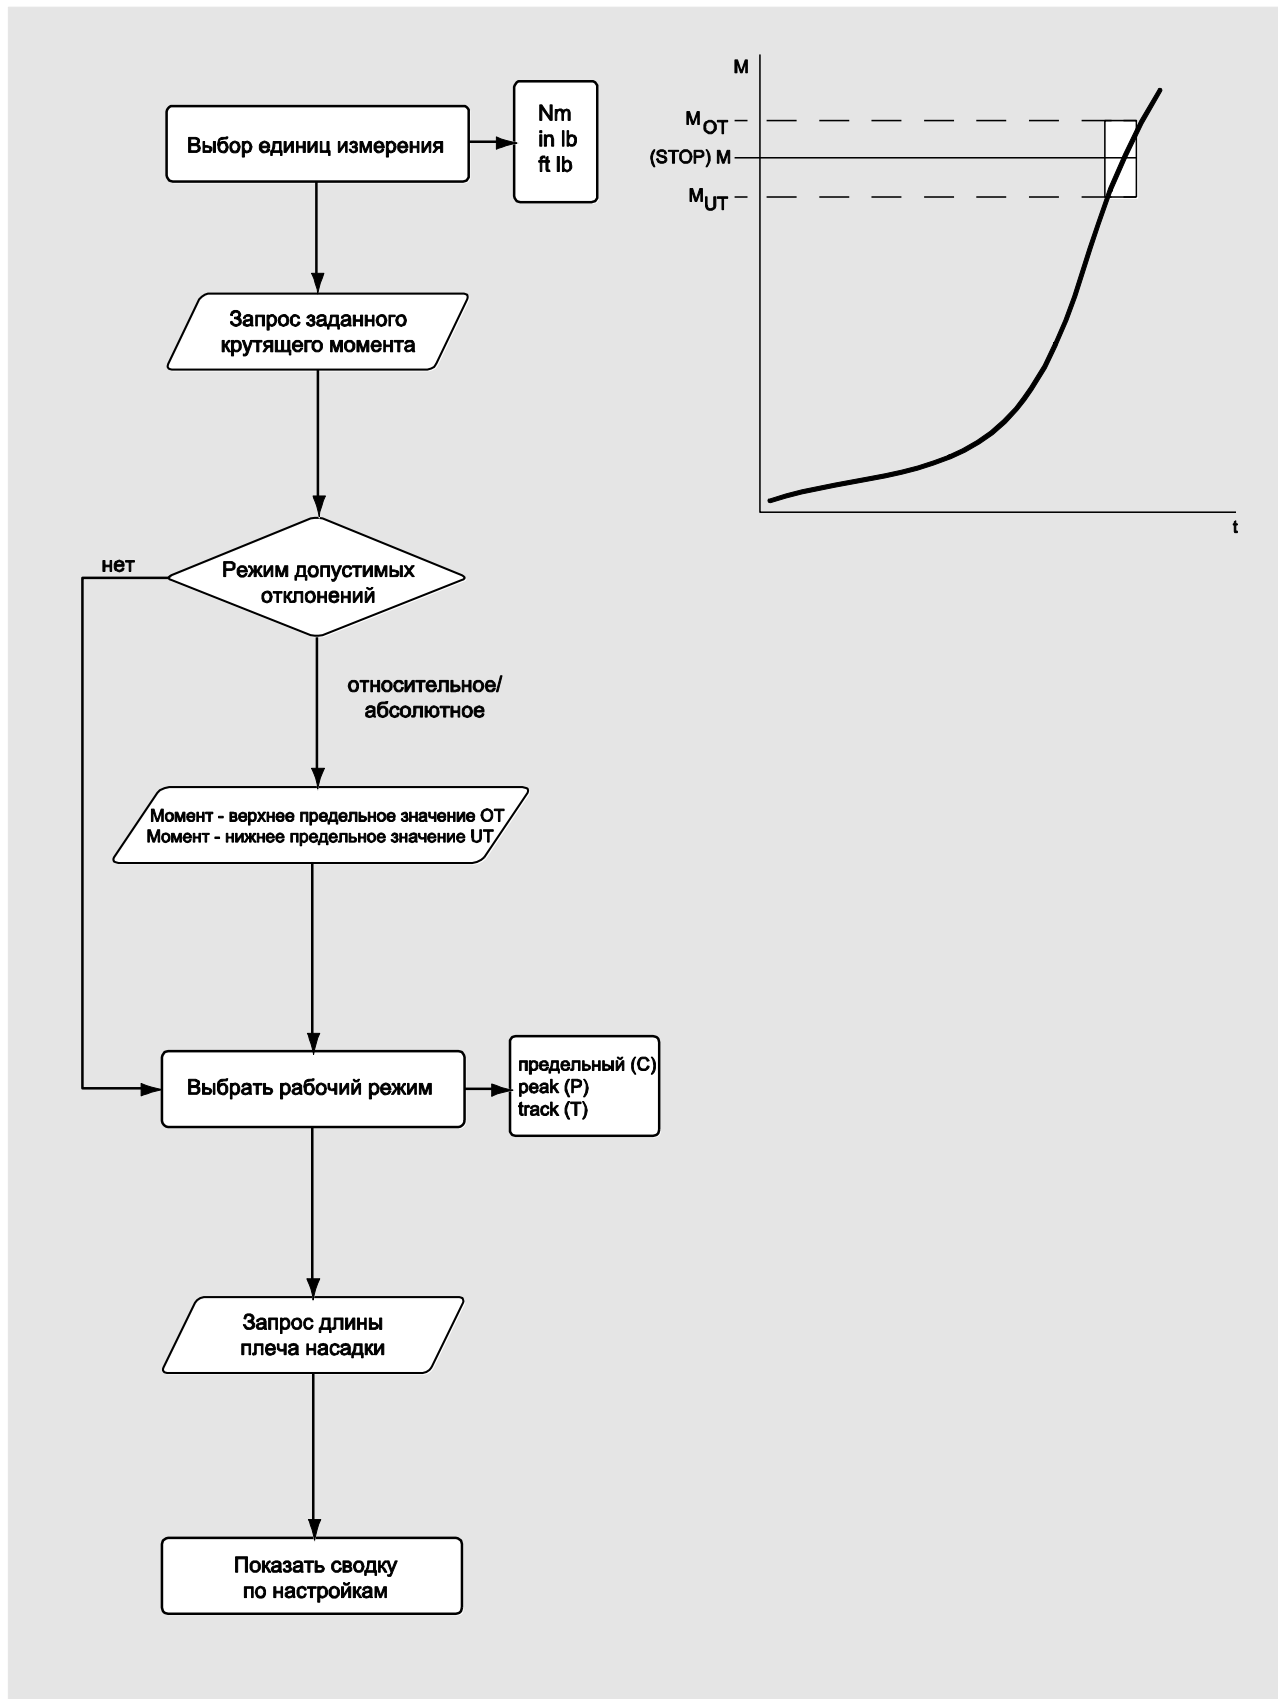 Выбор единиц измерения
Nm
in lb
ft lb
Запрос заданного
крутящего момента
Режим допустимых
отклонений
нет
относительное/
абсолютное
Момент - верхнее предельное значение OT
Момент - нижнее предельное значение UT
Выбрать рабочий режим
предельный (C)
peak (P)
track (T)
Запрос длины
плеча насадки
Показать сводку
по настройкам
M
M OT
(STOP) M
M UT
t